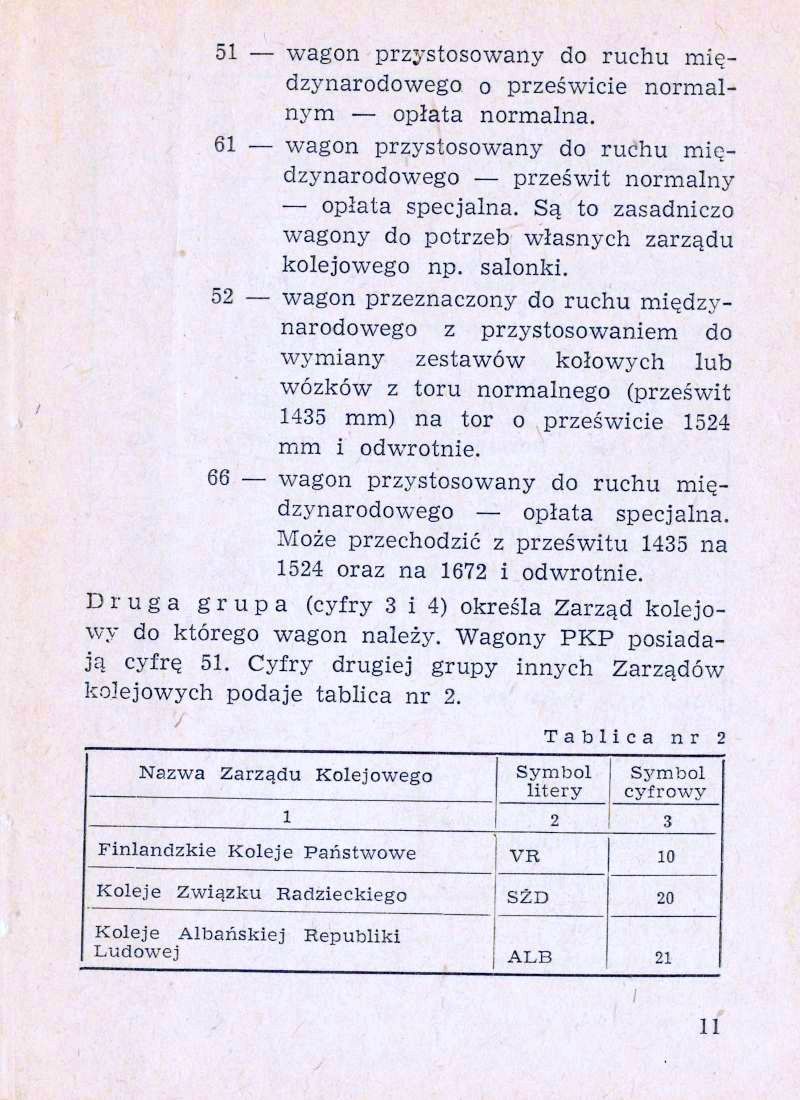 51 — wagon przystosowany do ruchu mię-
dzynarodowego o prześwicie normal-
nym — opłata normalna.
61 — wagon przystosowany do ruchu mię-
dzynarodowego — prześwit normalny
— opłata specjalna. Są to zasadniczo
wagony do potrzeb własnych zarządu
kolejowego np. salonki.
52 — wagon przeznaczony do ruchu między-
narodowego z przystosowaniem do
wymiany zestawów kołowych lub
wózków z toru normalnego (prześwit
1435 mm) na tor o prześwicie 1524
mm i odwrotnie.
66 — wagon przystosowany do ruchu mię-
dzynarodowego — opłata specjalna.
Może przechodzić z prześwitu 1435 na
1524 oraz na 1672 i odwrotnie.
Druga grupa (cyfry 3 i 4) określa Zarząd kolejo-
wy do którego wagon należy. Wagony PKP posiada-
ją cyfrę 51. Cyfry drugiej grupy innych Zarządów
kolejowych podaje tablica nr 2.
Tablica nr 2
Nazwa Zarządu Kolejowego
Symbol litery
Symbol cyfrowy
1 2 3
Finlandzkie Koleje Państwowe VR 10
Koleje Związku Radzieckiego SŻD 20
Koleje Albańskiej Republiki
Ludowej ALB 21
11